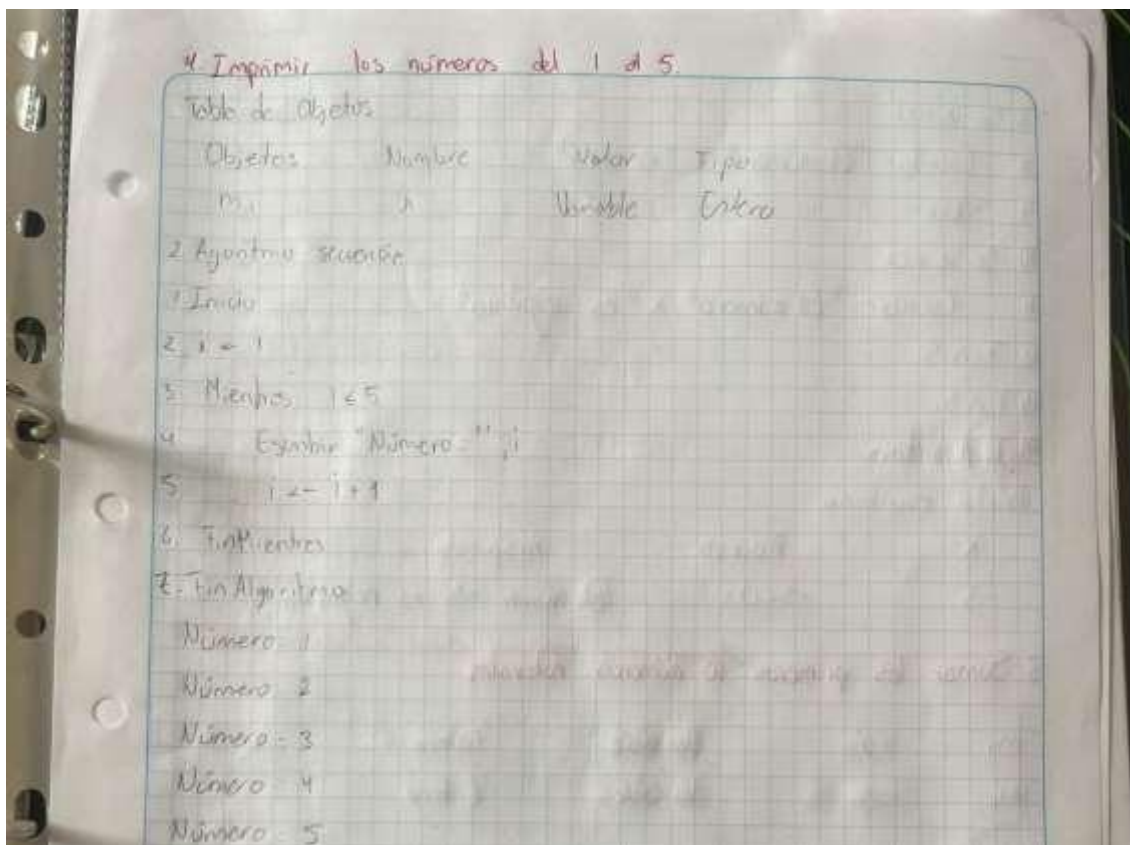 4. Imprimir los números del 1 al 5.
Tabla de Objetos
Objetos Nombre Valor Tipo
Variable Entero
2 Algoritmo
1 Inicio
2. i ← 1
3. Mientras i ≤ 5
4 Escribir "Número = ", i
5. i ← i + 1
6. FinMientras
7. Fin Algoritmo
Número = 1
Número = 2
Número = 3
Número = 4
Número = 5